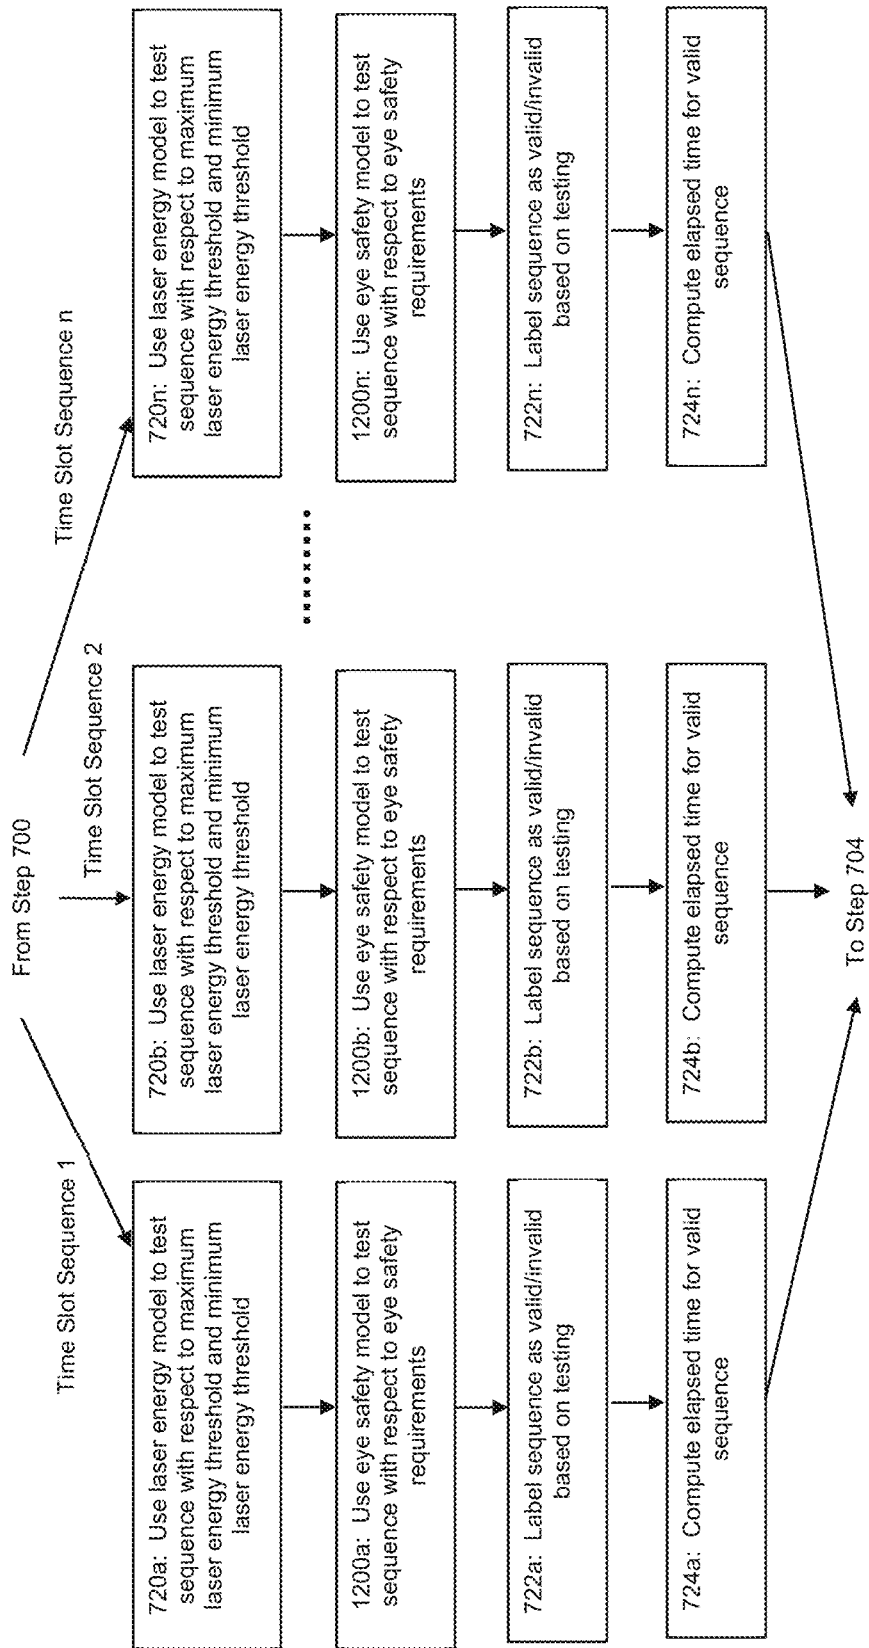 From Step 700
Time Slot Sequence 1
Time Slot Sequence 2
Time Slot Sequence n
720a: Use laser energy model to test
sequence with respect to maximum
laser energy threshold and minimum
laser energy threshold
720b: Use laser energy model to test
sequence with respect to maximum
laser energy threshold and minimum
laser energy threshold
720n: Use laser energy model to test
sequence with respect to maximum
laser energy threshold and minimum
laser energy threshold
1200a: Use eye safety model to test
sequence with respect to eye safety
requirements
1200b: Use eye safety model to test
sequence with respect to eye safety
requirements
1200n: Use eye safety model to test
sequence with respect to eye safety
requirements
722a: Label sequence as valid/invalid
based on testing
722b: Label sequence as valid/invalid
based on testing
722n: Label sequence as valid/invalid
based on testing
724a: Compute elapsed time for valid
sequence
724b: Compute elapsed time for valid
sequence
724n: Compute elapsed time for valid
sequence
To Step 704